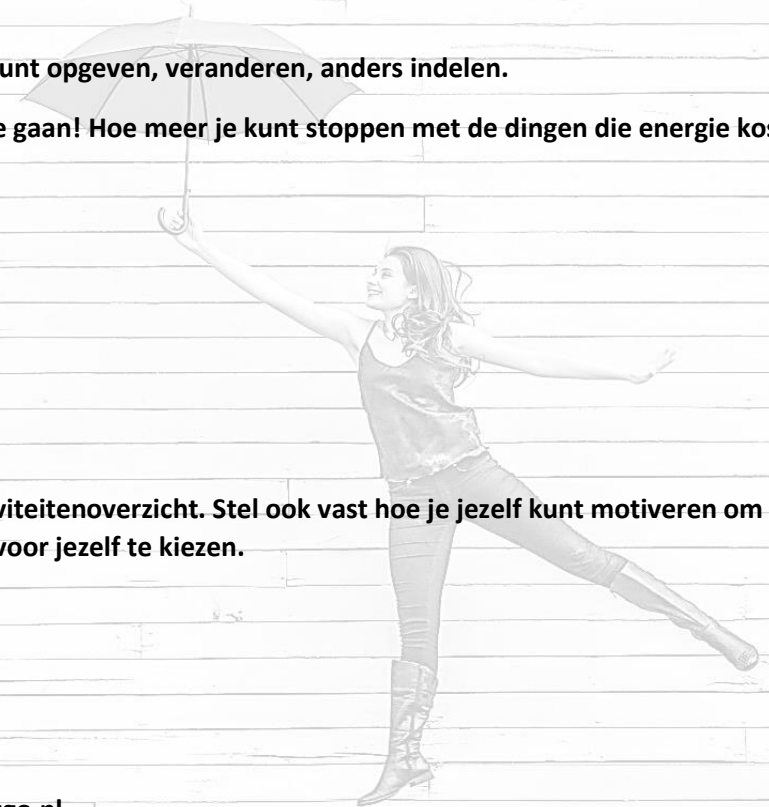 unt opgeven, veranderen, anders indelen.
e gaan! Hoe meer je kunt stoppen met de dingen die energie kos
viteitenoverzicht. Stel ook vast hoe je jezelf kunt motiveren om
voor jezelf te kiezen.